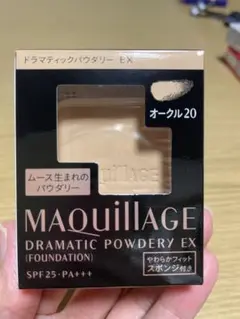 ドラマティックパウダリー EX
オークル20
ムース生まれの
パウダリー
MAQuillAGE
DRAMATIC POWDERY EX
(FOUNDATION)
SPF25・PA+++
やわらかフィット
スポンジ付き